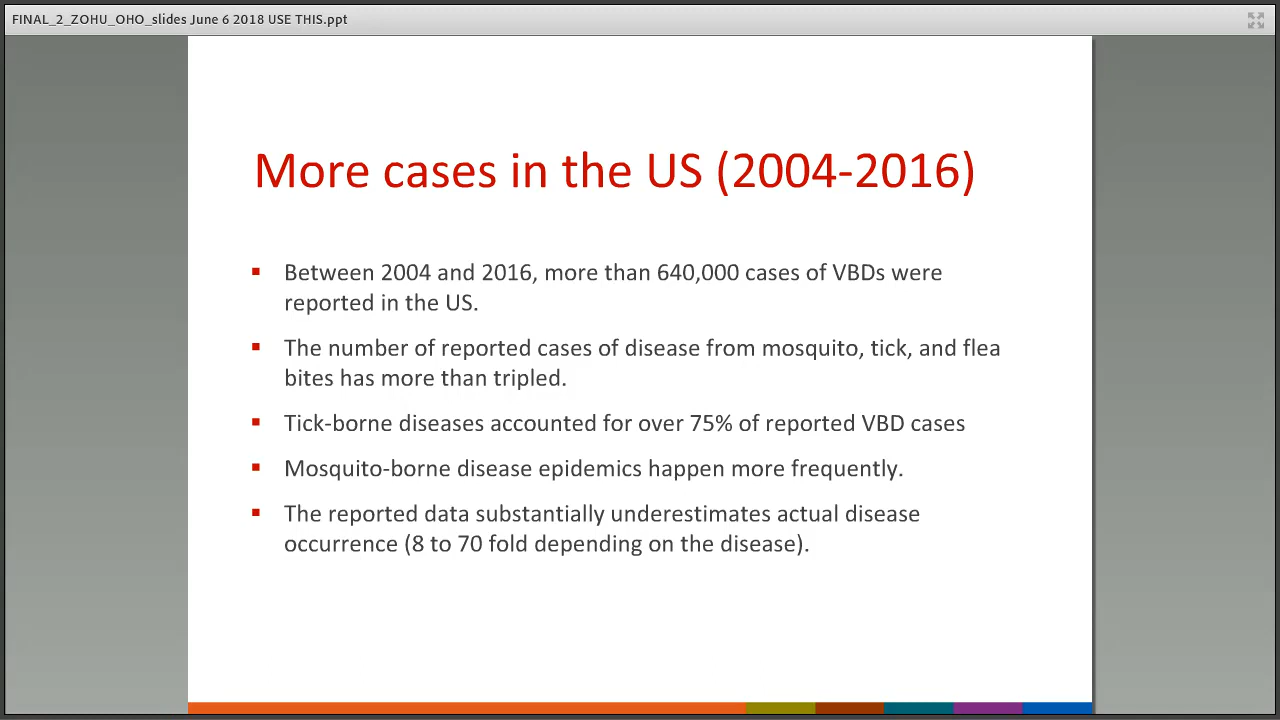 FINAL_2_ZOHU_OHO_slides June 6 2018 USE THIS.ppt
More cases in the US (2004-2016)
Between 2004 and 2016, more than 640,000 cases of VBDs were
reported in the US.
The number of reported cases of disease from mosquito, tick, and flea
bites has more than tripled.
Tick-borne diseases accounted for over 75% of reported VBD cases
Mosquito-borne disease epidemics happen more frequently.
The reported data substantially underestimates actual disease
occurrence (8 to 70 fold depending on the disease).